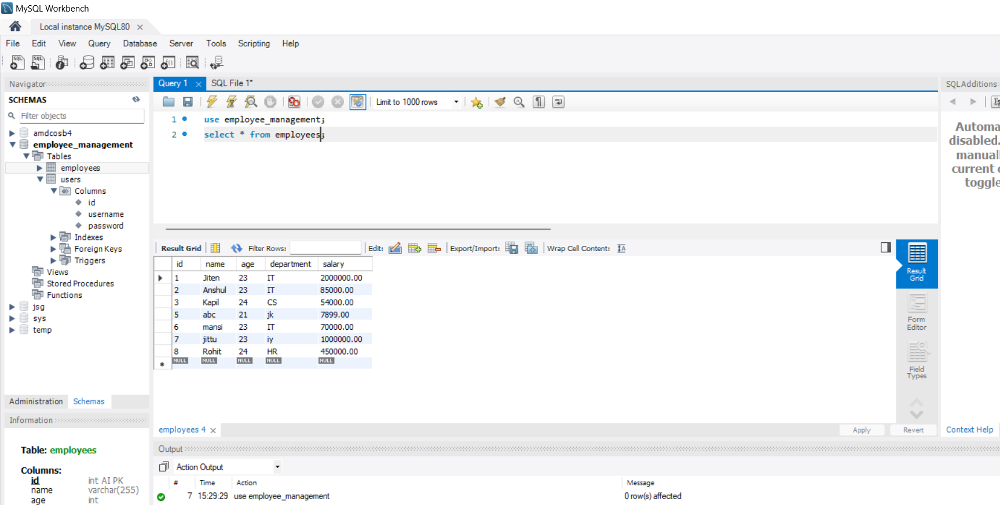 MySQL Workbench
Local instance MySQL80
File Edit View Query Database Server Tools Scripting Help
Navigator
SCHEMAS
Filter objects
amdcosb4
employee_management
Tables
employees
users
Columns
id
username
password
Indexes
Foreign Keys
Triggers
Views
Stored Procedures
Functions
jsg
sys
temp
Administration Schemas
Information
Table: employees
Columns:
id int AI PK
name varchar(255)
age int
Query 1 SQL File 1*
Limit to 1000 rows
1 use employee_management;
2 select * from employees;
Result Grid Filter Rows: Edit: Export/Import: Wrap Cell Content:
id name age department salary
1 Jiten 23 IT 2000000.00
2 Anshul 23 IT 85000.00
3 Kapil 24 CS 54000.00
5 abc 21 jk 7899.00
6 mansi 23 IT 70000.00
7 jittu 23 iy 1000000.00
8 Rohit 24 HR 450000.00
NULL NULL NULL NULL NULL
Result
Grid
Form
Editor
Field
Types
employees 4
Apply Revert
Output
Action Output
# Time Action Message
7 15:29:29 use employee_management 0 row(s) affected
SQLAdditions
Automa
disabled.
manuall
current c
toggle
Context Help